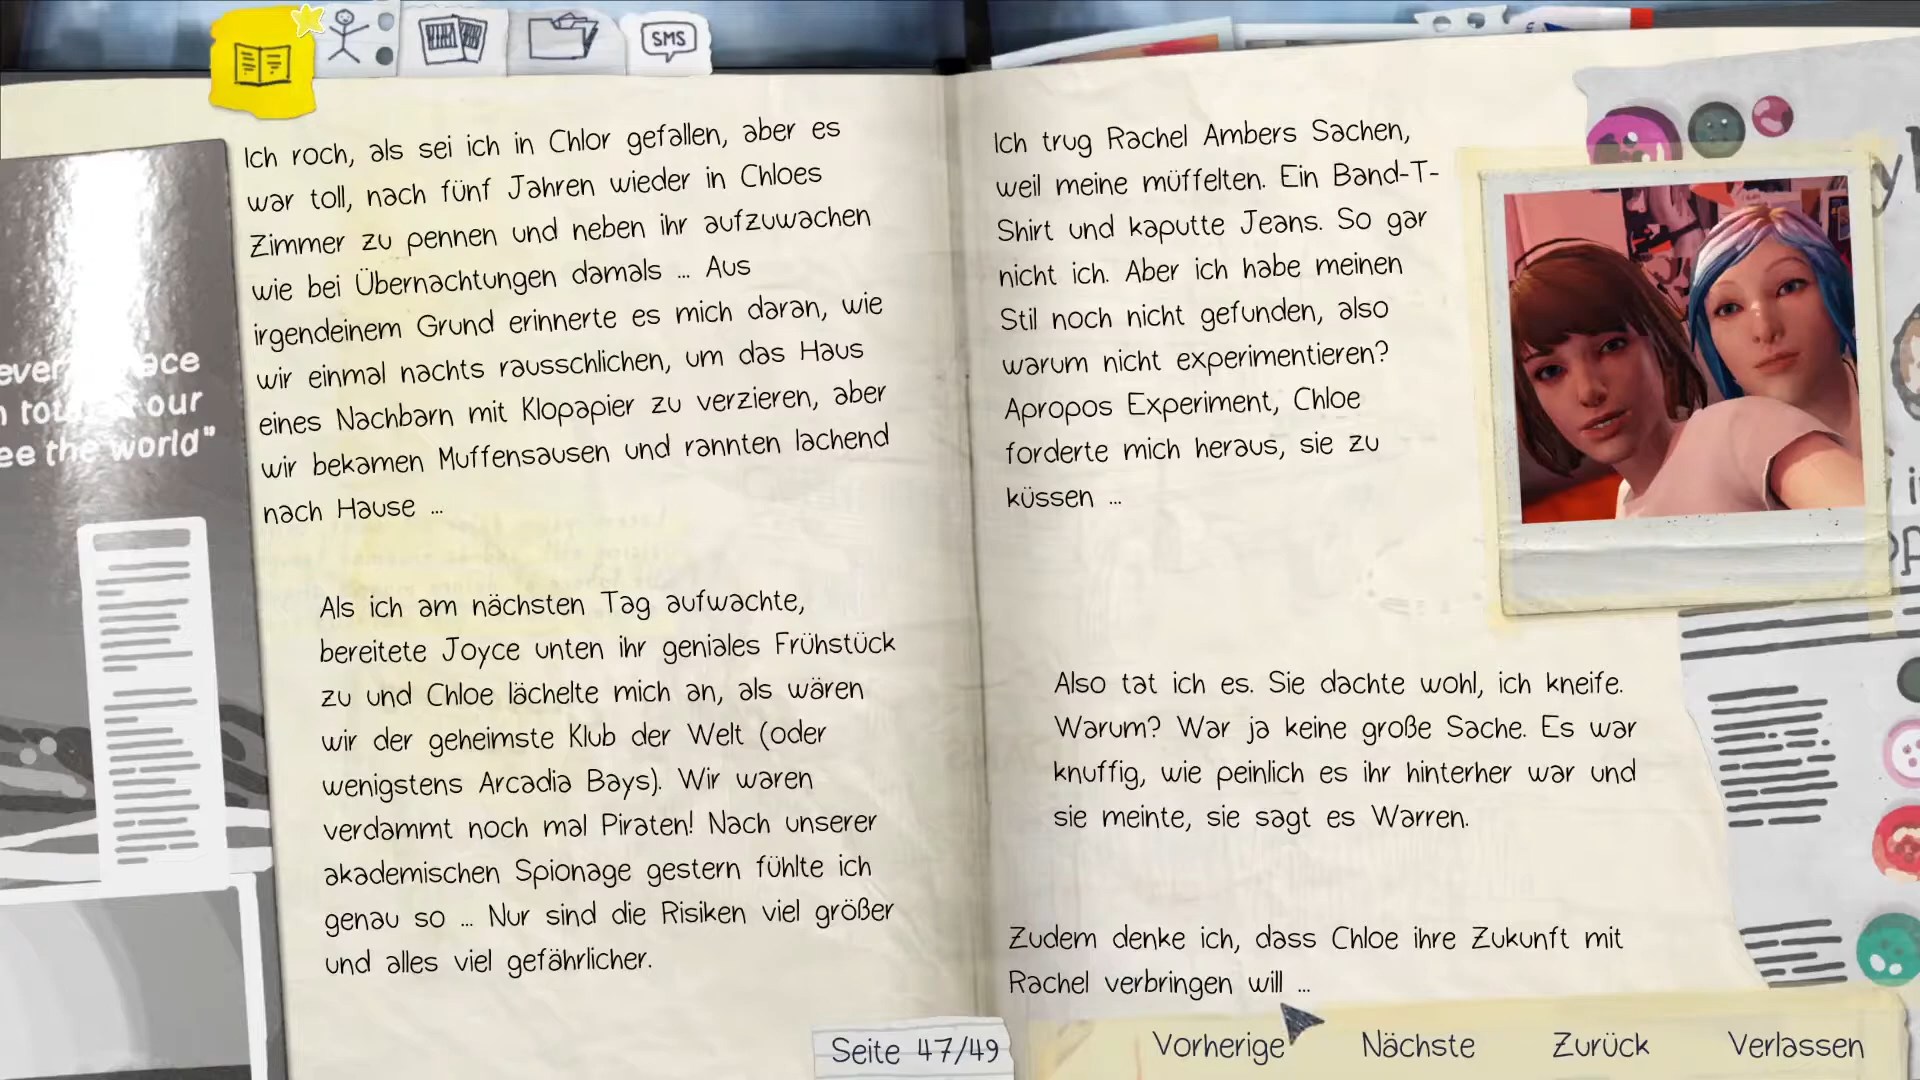 SMS
Ich roch, als sei ich in Chlor gefallen, aber es
war toll, nach fünf Jahren wieder in Chloes
Zimmer zu pennen und neben ihr aufzuwachen
wie bei Übernachtungen damals ... Aus
irgendeinem Grund erinnerte es mich daran, wie
wir einmal nachts rausschlichen, um das Haus
eines Nachbarn mit Klopapier zu verzieren, aber
wir bekamen Muffensausen und rannten lachend
nach Hause ...
Als ich am nächsten Tag aufwachte,
bereitete Joyce unten ihr geniales Frühstück
zu und Chloe lächelte mich an, als wären
wir der geheimste Klub der Welt (oder
wenigstens Arcadia Bays). Wir waren
verdammt noch mal Piraten! Nach unserer
akademischen Spionage gestern fühlte ich
genau so ... Nur sind die Risiken viel größer
und alles viel gefährlicher.
our
the world"
Ich trug Rachel Ambers Sachen,
weil meine müffelten. Ein Band-T-
Shirt und kaputte Jeans. So gar
nicht ich. Aber ich habe meinen
Stil noch nicht gefunden, also
warum nicht experimentieren?
Apropos Experiment, Chloe
forderte mich heraus, sie zu
küssen ...
Also tat ich es. Sie dachte wohl, ich kneife.
Warum? War ja keine große Sache. Es war
knuffig, wie peinlich es ihr hinterher war und
sie meinte, sie sagt es Warren.
Zudem denke ich, dass Chloe ihre Zukunft mit
Rachel verbringen will ...
Seite 47/49
Vorherige Nächste Zurück Verlassen